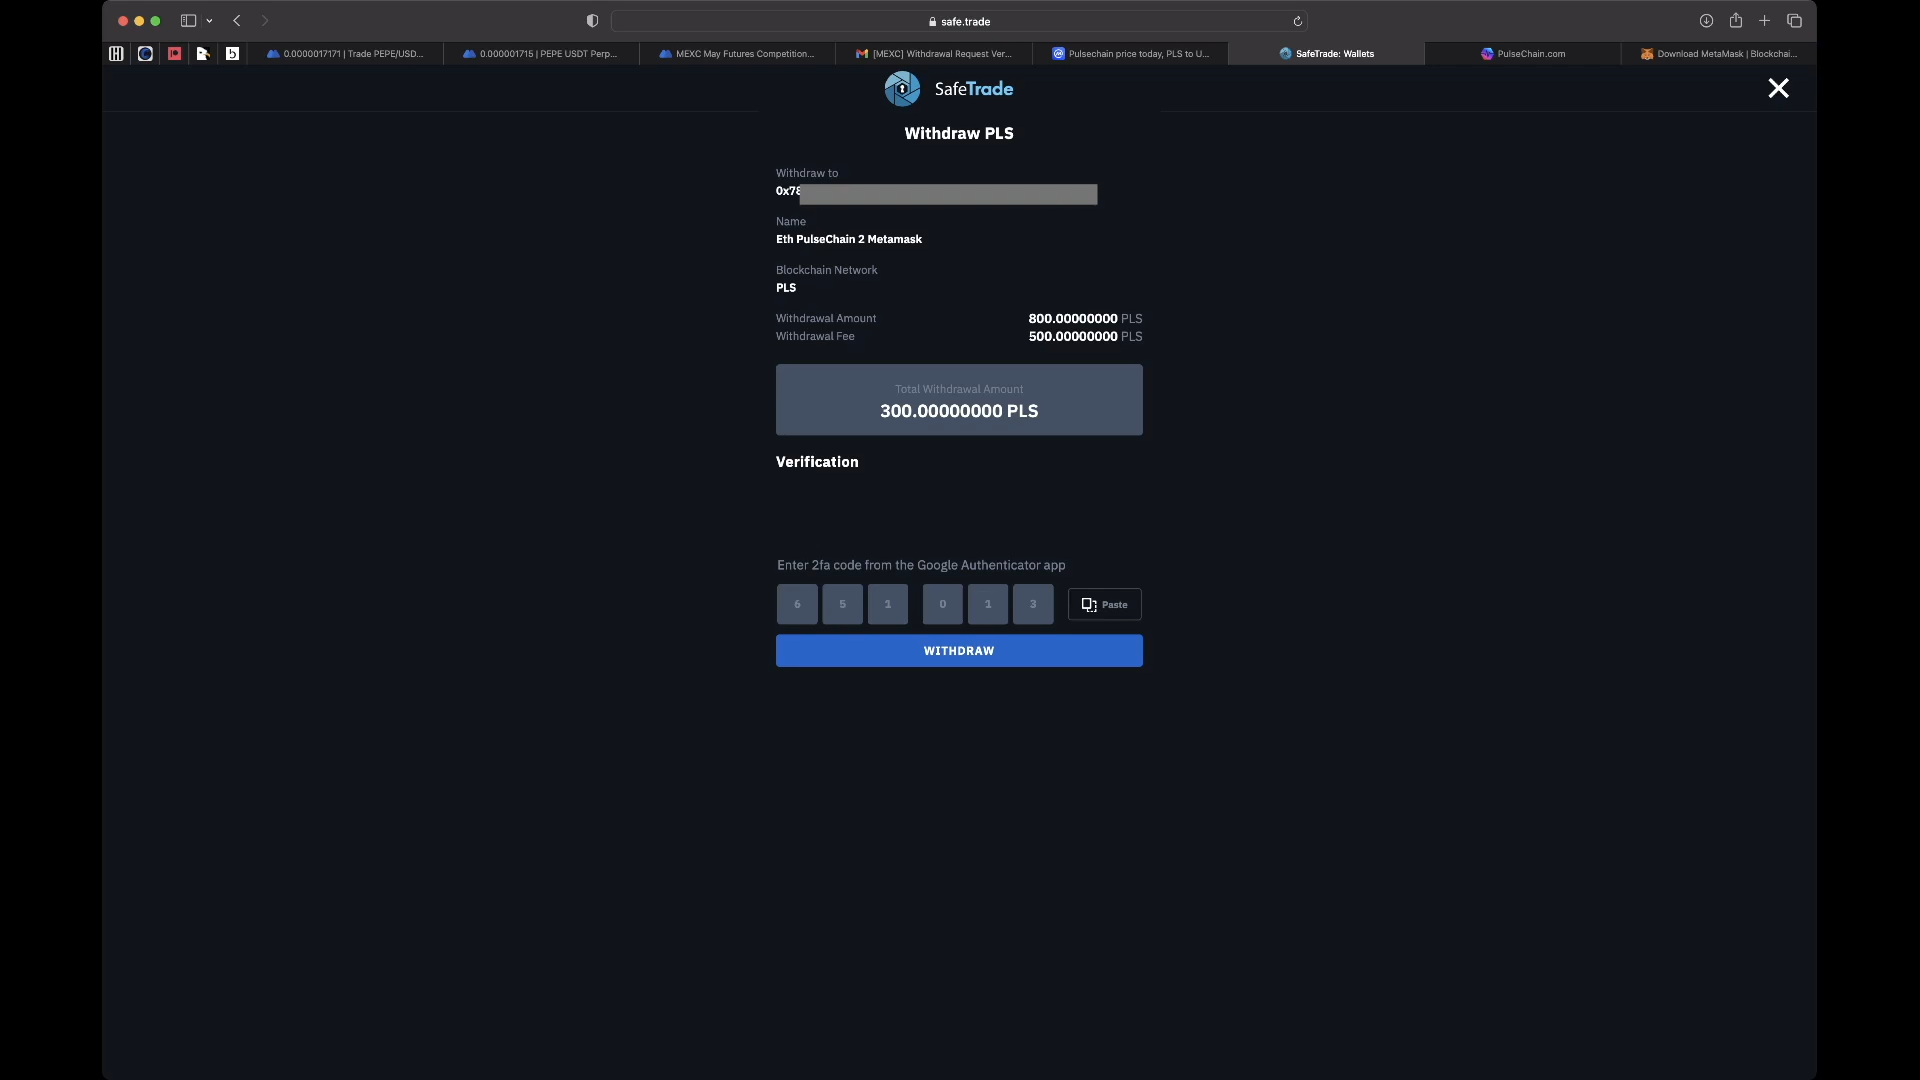 safe.trade
0.0000017171 | Trade PEPE/USD...
0.000001715 | PEPE USDT Perp...
MEXC May Futures Competition...
[MEXC] Withdrawal Request Ver...
Pulsechain price today, PLS to U...
SafeTrade: Wallets
PulseChain.com
Download MetaMask | Blockchai...
SafeTrade
Withdraw PLS
Withdraw to
0x78
Name
Eth PulseChain 2 Metamask
Blockchain Network
PLS
Withdrawal Amount 800.00000000 PLS
Withdrawal Fee 500.00000000 PLS
Total Withdrawal Amount
300.00000000 PLS
Verification
Enter 2fa code from the Google Authenticator app
6 5 1 0 1 3 Paste
WITHDRAW